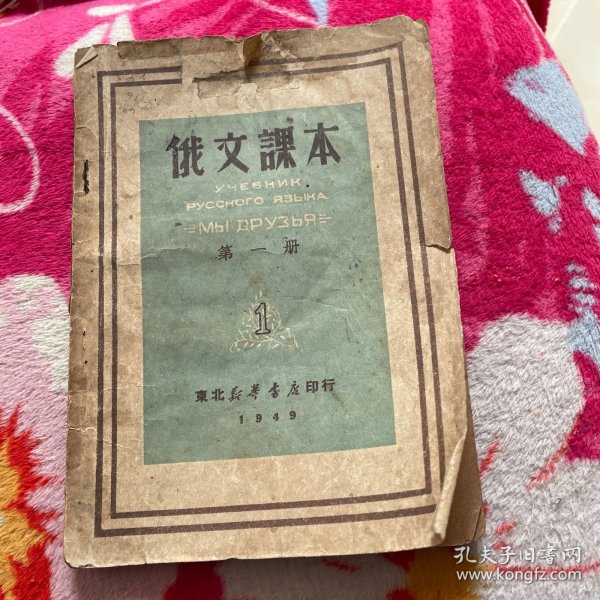 俄文課本
УЧЕБНИК
РУССКОГО ЯЗЫКА
МЫ ДРУЗЬЯ
第一册
1
東北新華書店印行
1949
孔夫子旧书网
www.kongfz.com